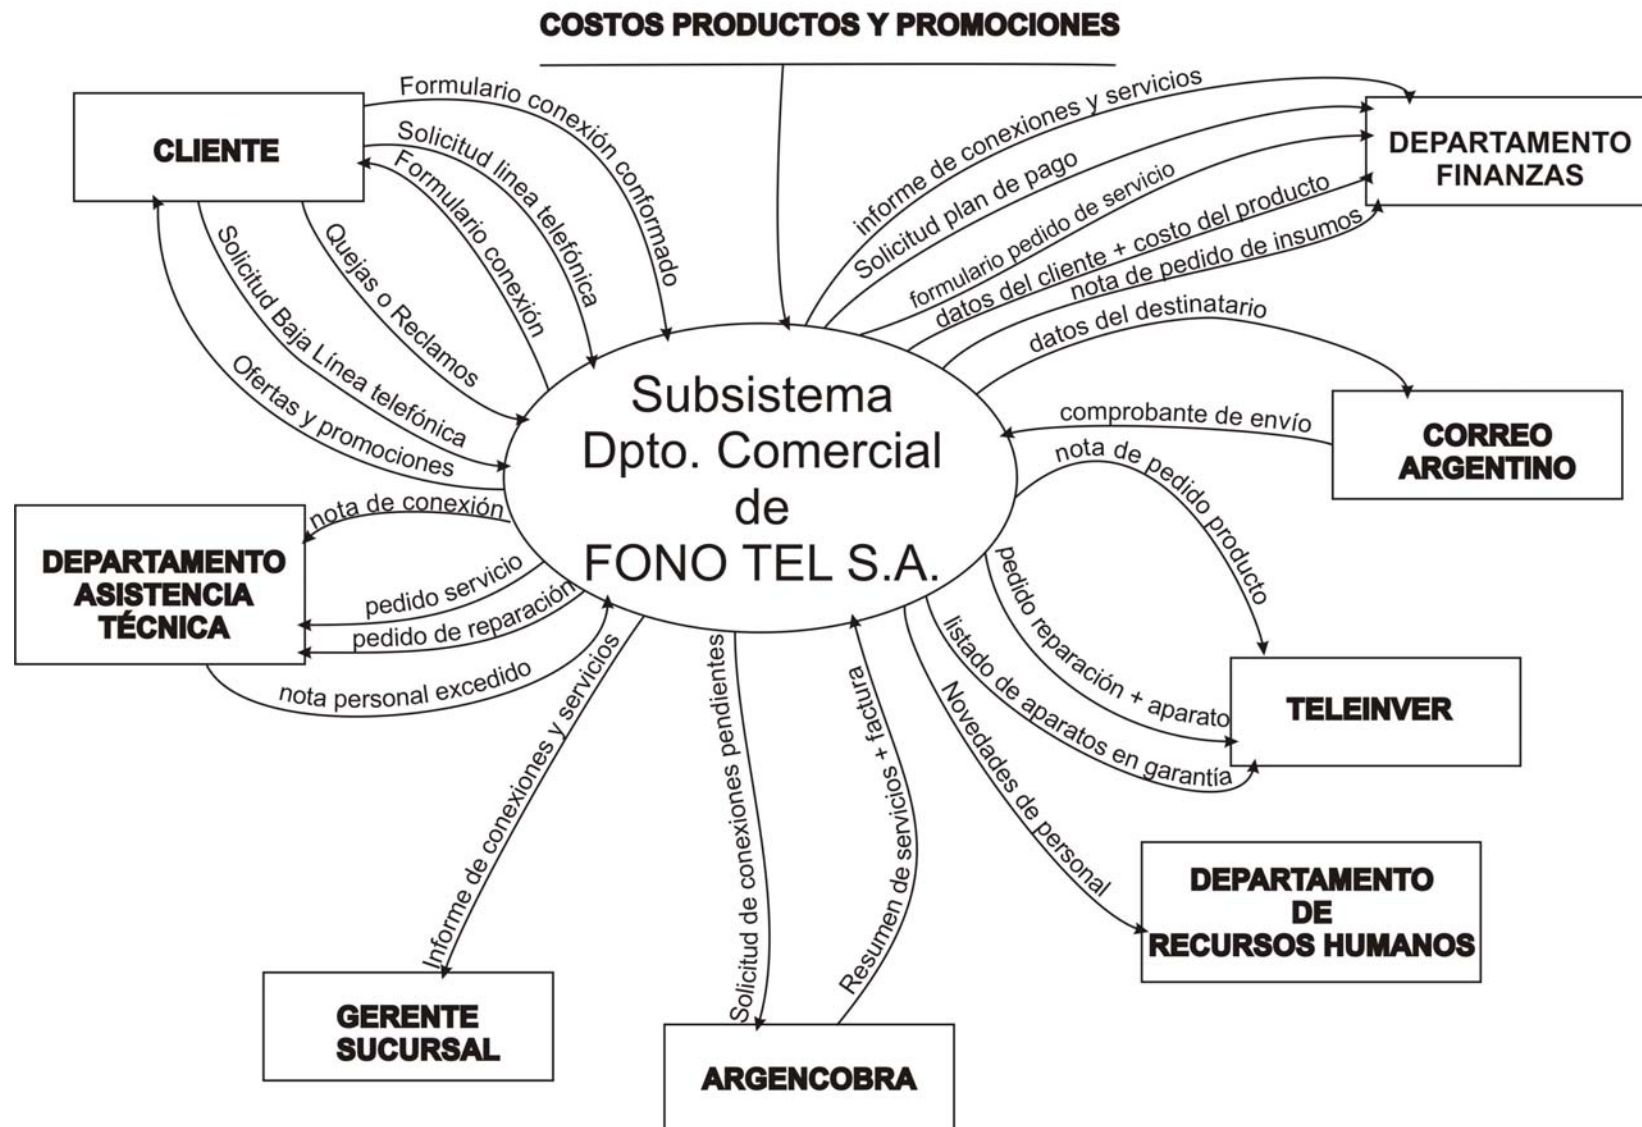 COSTOS PRODUCTOS Y PROMOCIONES
CLIENTE
Formulario conexión conformado
Solicitud linea telefónica
Formulario conexión
Quejas o Reclamos
Solicitud Baja Línea telefónica
Ofertas y promociones
informe de conexiones y servicios
Solicitud plan de pago
formulario pedido de servicio
datos del cliente + costo del producto
nota de pedido de insumos
DEPARTAMENTO
FINANZAS
datos del destinatario
comprobante de envío
CORREO
ARGENTINO
Subsistema
Dpto. Comercial
de
FONO TEL S.A.
nota de conexión
pedido servicio
pedido de reparación
nota personal excedido
DEPARTAMENTO
ASISTENCIA
TÉCNICA
nota de pedido producto
pedido reparación + aparato
listado de aparatos en garantía
TELEINVER
Novedades de personal
DEPARTAMENTO
DE
RECURSOS HUMANOS
Informe de conexiones y servicios
GERENTE
SUCURSAL
Solicitud de conexiones pendientes
Resumen de servicios + factura
ARGENCOBRA